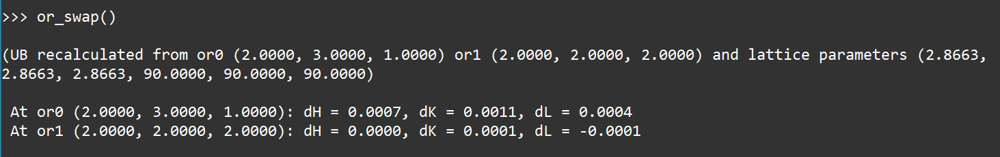 >>> or_swap()
(UB recalculated from or0 (2.0000, 3.0000, 1.0000) or1 (2.0000, 2.0000, 2.0000) and lattice parameters (2.8663,
2.8663, 2.8663, 90.0000, 90.0000, 90.0000)
At or0 (2.0000, 3.0000, 1.0000): dH = 0.0007, dK = 0.0011, dL = 0.0004
At or1 (2.0000, 2.0000, 2.0000): dH = 0.0000, dK = 0.0001, dL = -0.0001